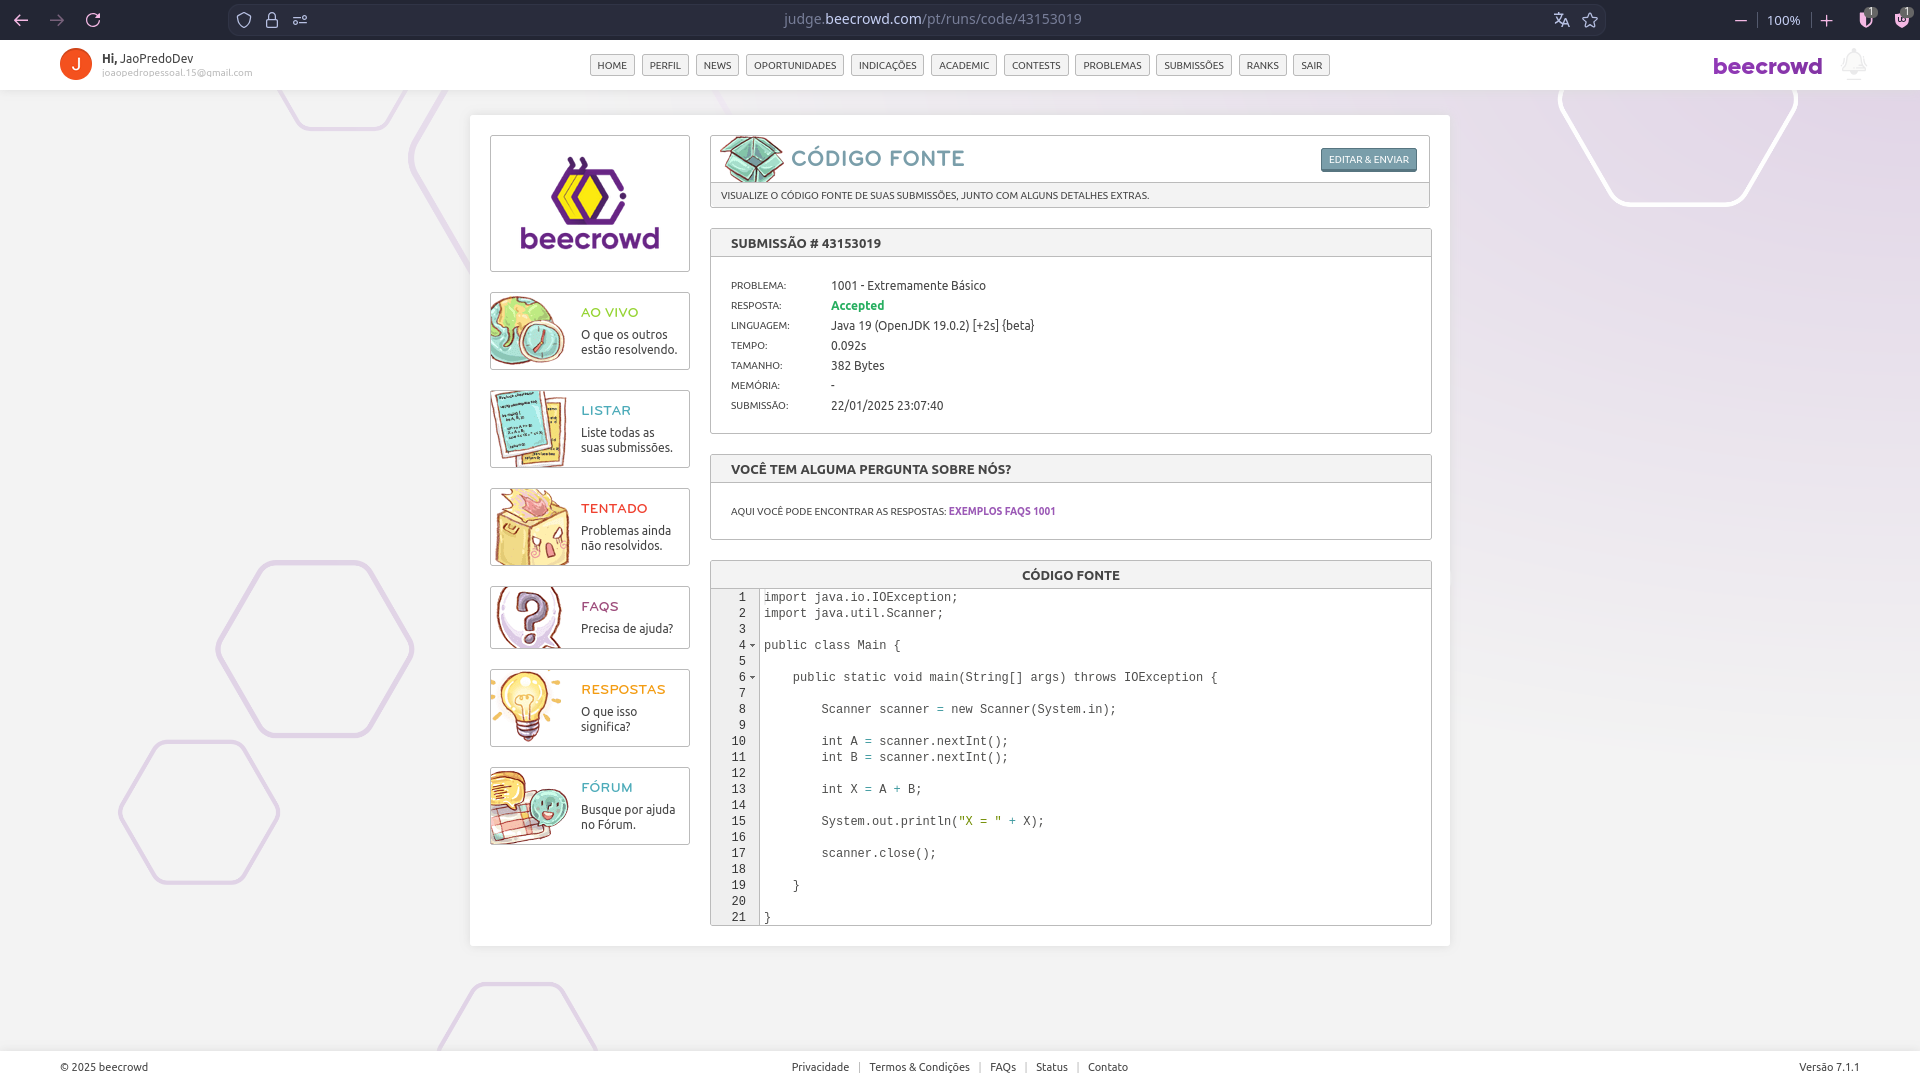 judge.beecrowd.com/pt/runs/code/43153019
100%
1
1
J
Hi, JaoPredoDev
joaopedropessoal.15@gmail.com
HOME
PERFIL
NEWS
OPORTUNIDADES
INDICAÇÕES
ACADEMIC
CONTESTS
PROBLEMAS
SUBMISSÕES
RANKS
SAIR
beecrowd
beecrowd
AO VIVO
O que os outros
estão resolvendo.
LISTAR
Liste todas as
suas submissões.
TENTADO
Problemas ainda
não resolvidos.
FAQS
Precisa de ajuda?
RESPOSTAS
O que isso
significa?
FÓRUM
Busque por ajuda
no Fórum.
CÓDIGO FONTE
EDITAR & ENVIAR
VISUALIZE O CÓDIGO FONTE DE SUAS SUBMISSÕES, JUNTO COM ALGUNS DETALHES EXTRAS.
SUBMISSÃO # 43153019
PROBLEMA: 1001 - Extremamente Básico
RESPOSTA: Accepted
LINGUAGEM: Java 19 (OpenJDK 19.0.2) [+2s] {beta}
TEMPO: 0.092s
TAMANHO: 382 Bytes
MEMÓRIA: -
SUBMISSÃO: 22/01/2025 23:07:40
VOCÊ TEM ALGUMA PERGUNTA SOBRE NÓS?
AQUI VOCÊ PODE ENCONTRAR AS RESPOSTAS: EXEMPLOS FAQS 1001
CÓDIGO FONTE
1 import java.io.IOException;
2 import java.util.Scanner;
3
4 public class Main {
5
6     public static void main(String[] args) throws IOException {
7
8         Scanner scanner = new Scanner(System.in);
9
10         int A = scanner.nextInt();
11         int B = scanner.nextInt();
12
13         int X = A + B;
14
15         System.out.println("X = " + X);
16
17         scanner.close();
18
19     }
20
21 }
© 2025 beecrowd
Privacidade | Termos & Condições | FAQs | Status | Contato
Versão 7.1.1